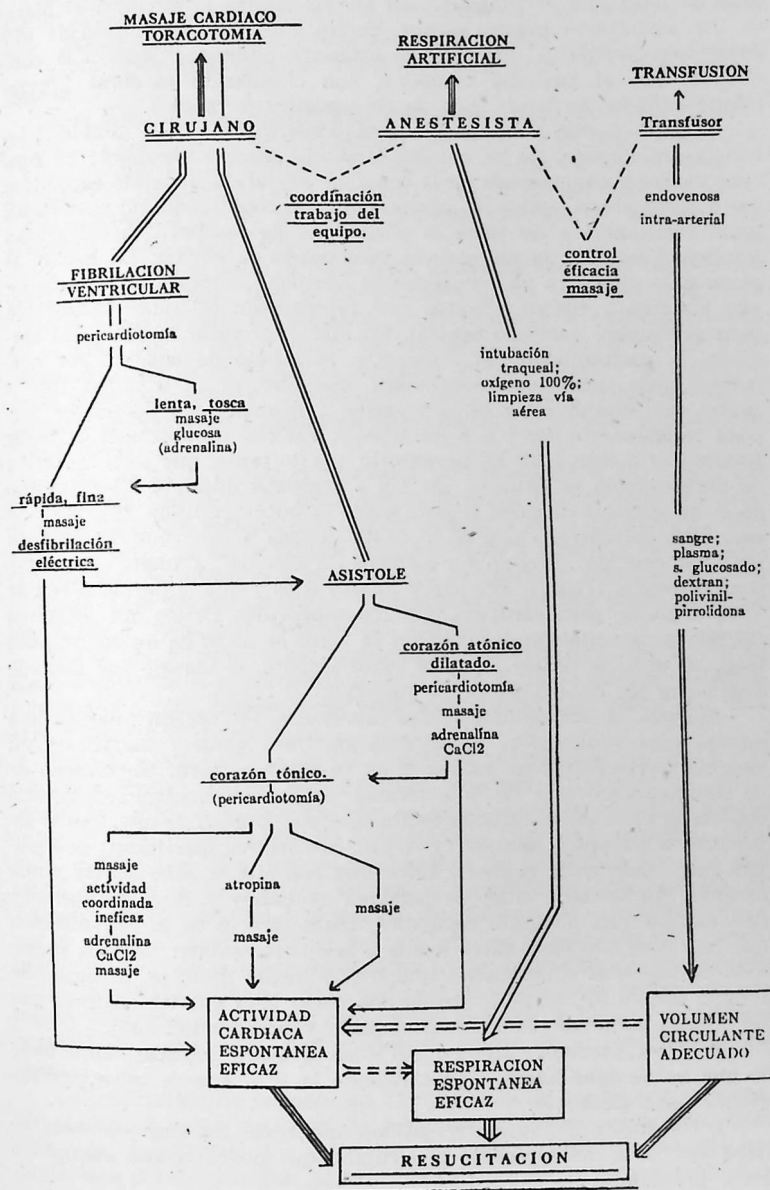 MASAJE CARDIACO
TORACOTOMIA
RESPIRACION
ARTIFICIAL
TRANSFUSION
CIRUJANO
ANESTESISTA
Transfusor
coordinación
trabajo del
equipo.
endovenosa
intra-arterial
control
eficacia
masaje
FIBRILACION
VENTRICULAR
pericardiotomía
intubación
traqueal;
oxígeno 100%;
limpieza vía
aérea
lenta, tosca
masaje
glucosa
(adrenalina)
rápida, fina
masaje
desfibrilación
eléctrica
sangre;
plasma;
s. glucosado;
dextran;
polivinil-
pirrolidona
ASISTOLE
corazón atónico
dilatado.
pericardiotomía
masaje
adrenalina
CaCl2
corazón tónico.
(pericardiotomía)
masaje
actividad
coordinada
ineficaz
adrenalina
CaCl2
masaje
atropina
masaje
masaje
ACTIVIDAD
CARDIACA
ESPONTANEA
EFICAZ
RESPIRACION
ESPONTANEA
EFICAZ
VOLUMEN
CIRCULANTE
ADECUADO
RESUCITACION